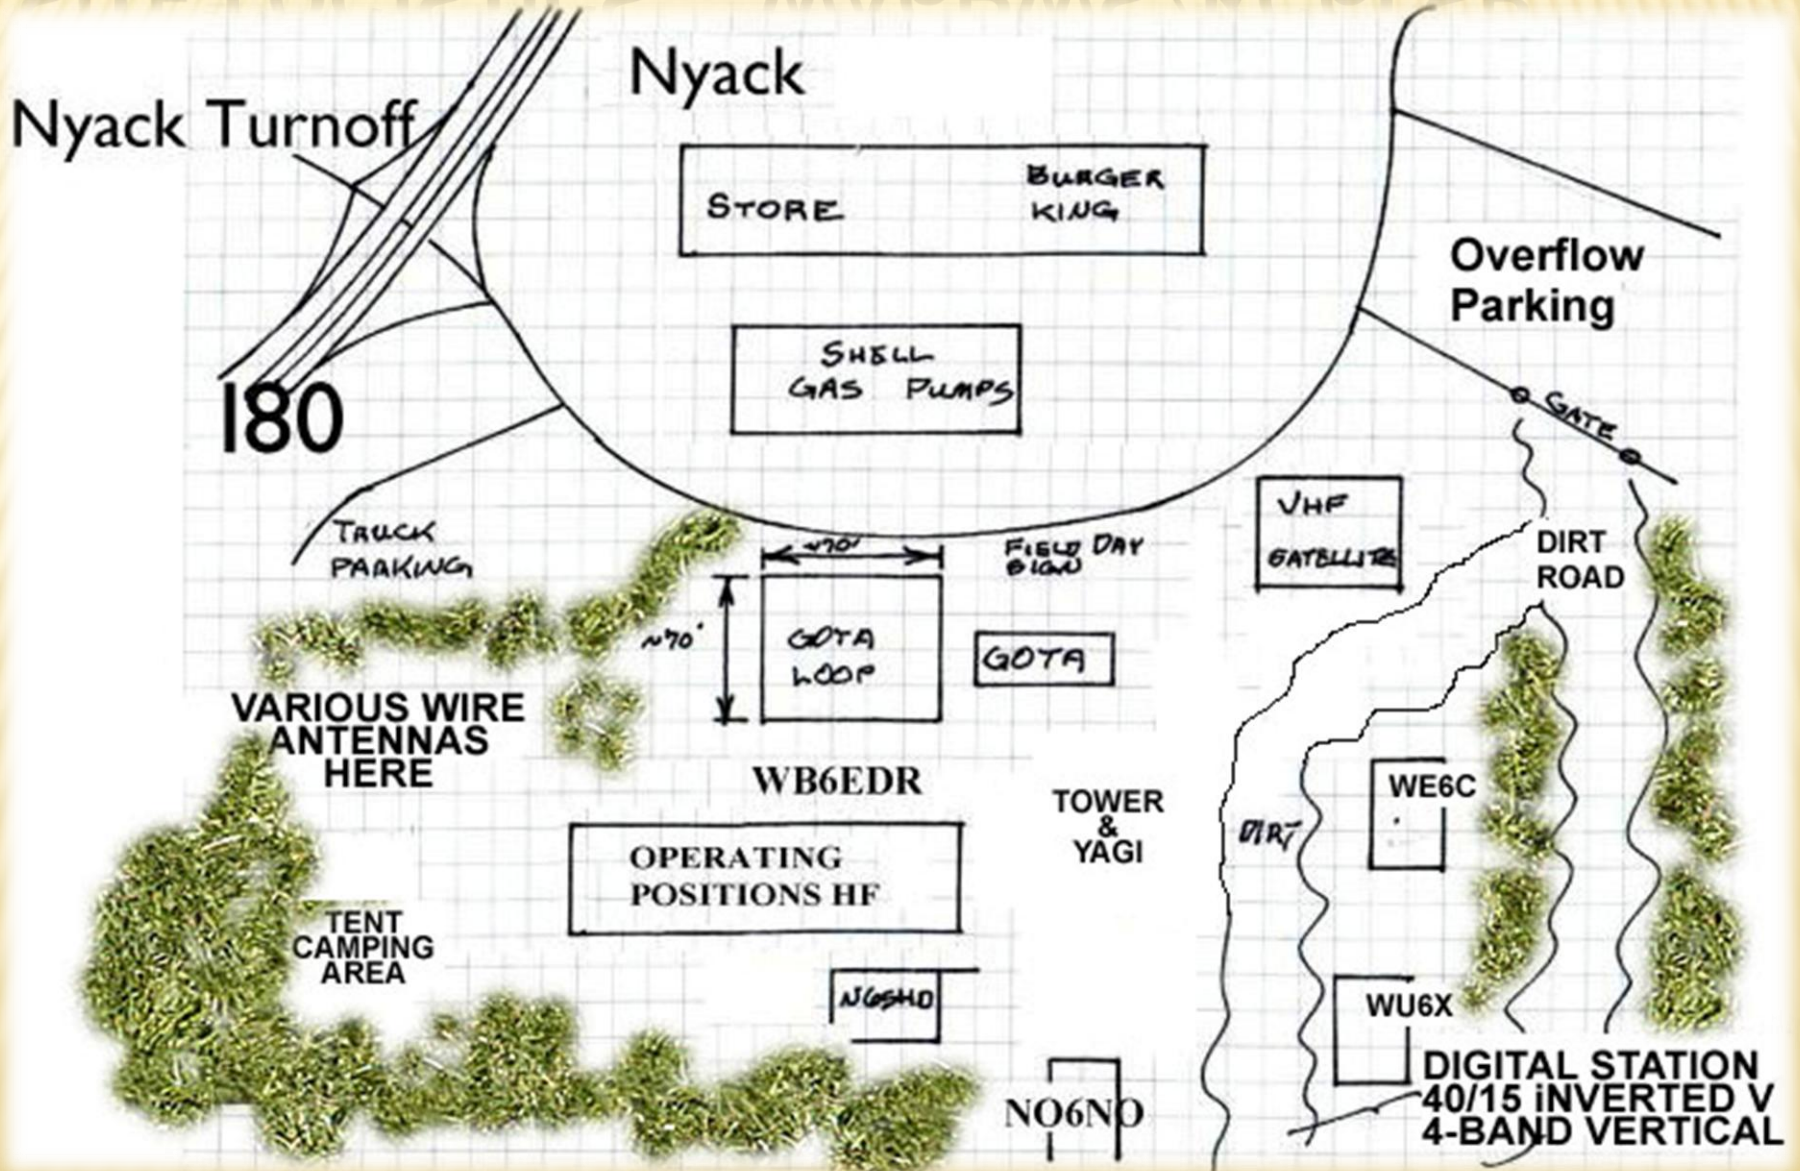 Nyack
Nyack Turnoff
STORE
BURGER
KING
Overflow
Parking
SHELL
GAS PUMPS
I80
GATE
TRUCK
PARKING
VHF
SATELLITE
~70'
FIELD DAY
SIGN
DIRT
ROAD
~70'
GOTA
LOOP
GOTA
VARIOUS WIRE
ANTENNAS
HERE
WB6EDR
TOWER
&
YAGI
DIRT
WE6C
OPERATING
POSITIONS HF
TENT
CAMPING
AREA
N6SHD
WU6X
NO6NO
DIGITAL STATION
40/15 iNVERTED V
4-BAND VERTICAL